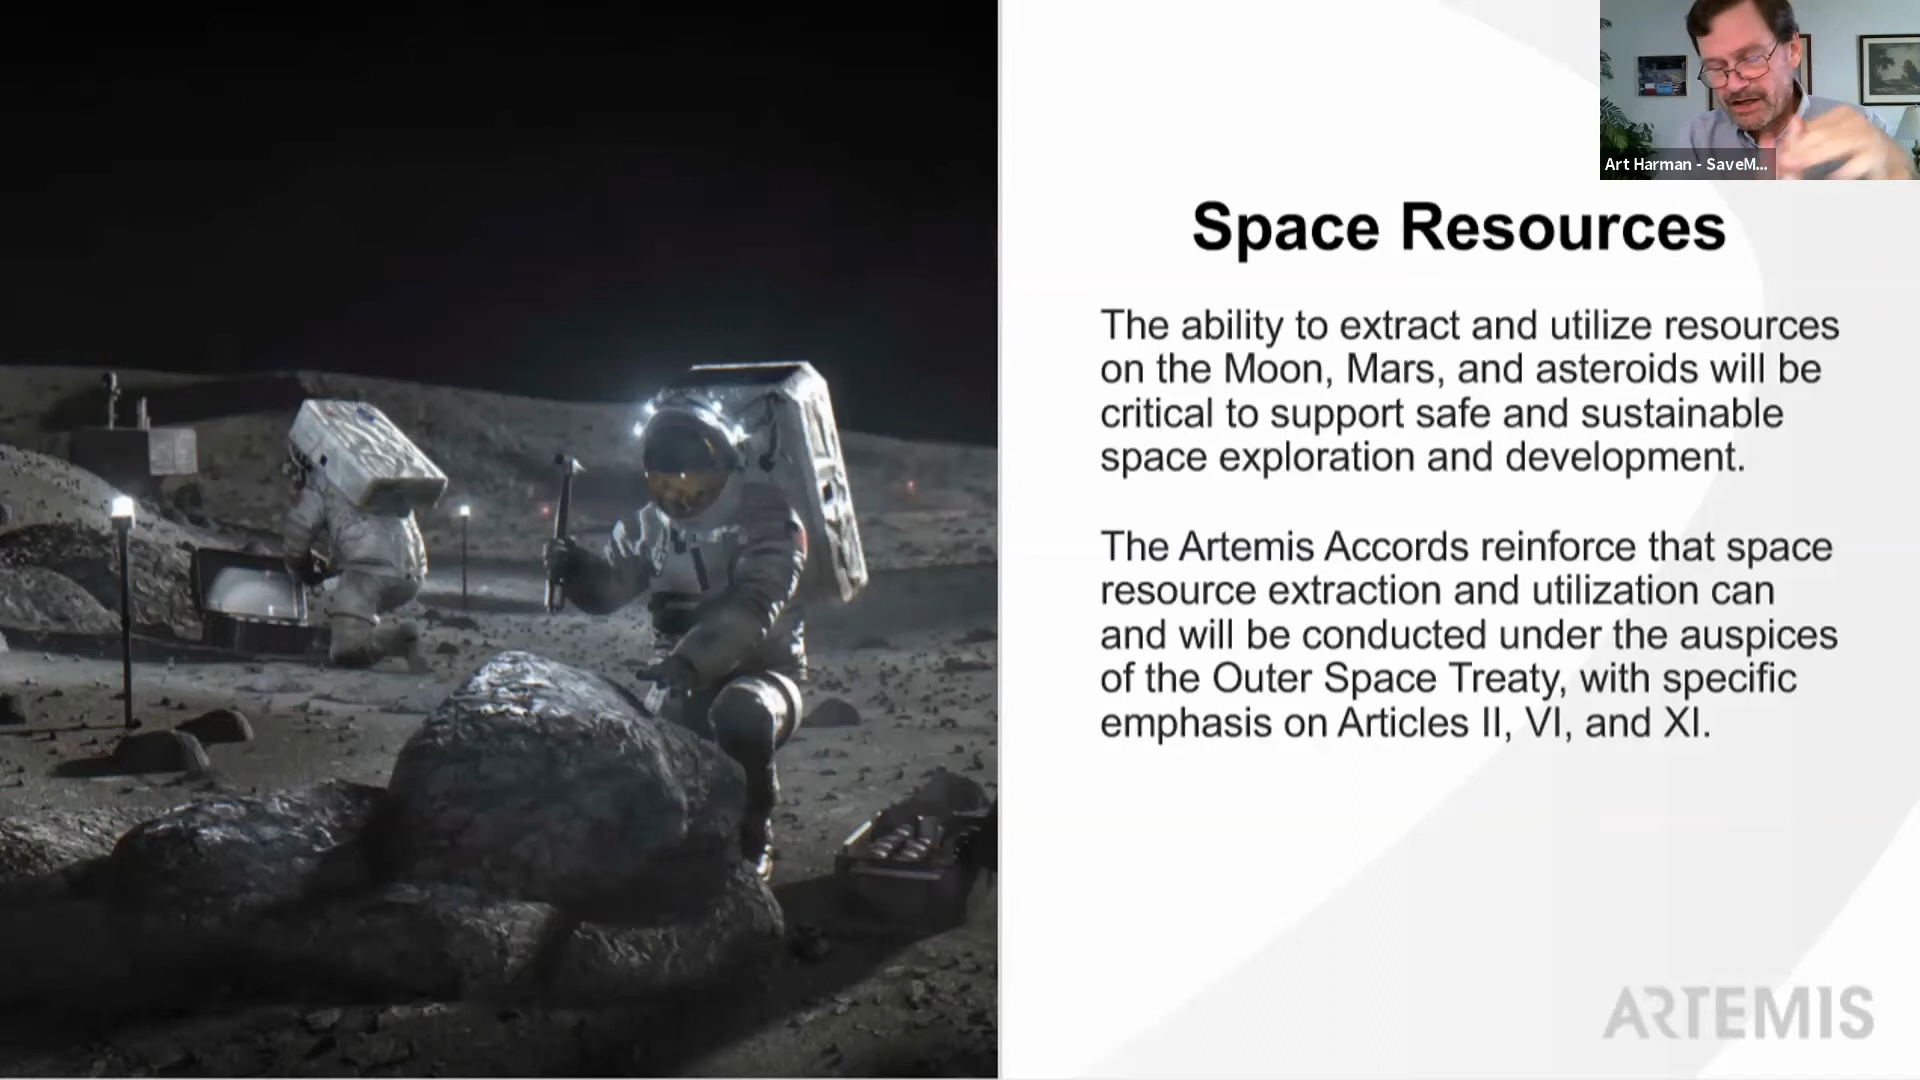 Art Harman - SaveM...
Space Resources
The ability to extract and utilize resources
on the Moon, Mars, and asteroids will be
critical to support safe and sustainable
space exploration and development.
The Artemis Accords reinforce that space
resource extraction and utilization can
and will be conducted under the auspices
of the Outer Space Treaty, with specific
emphasis on Articles II, VI, and XI.
ARTEMIS